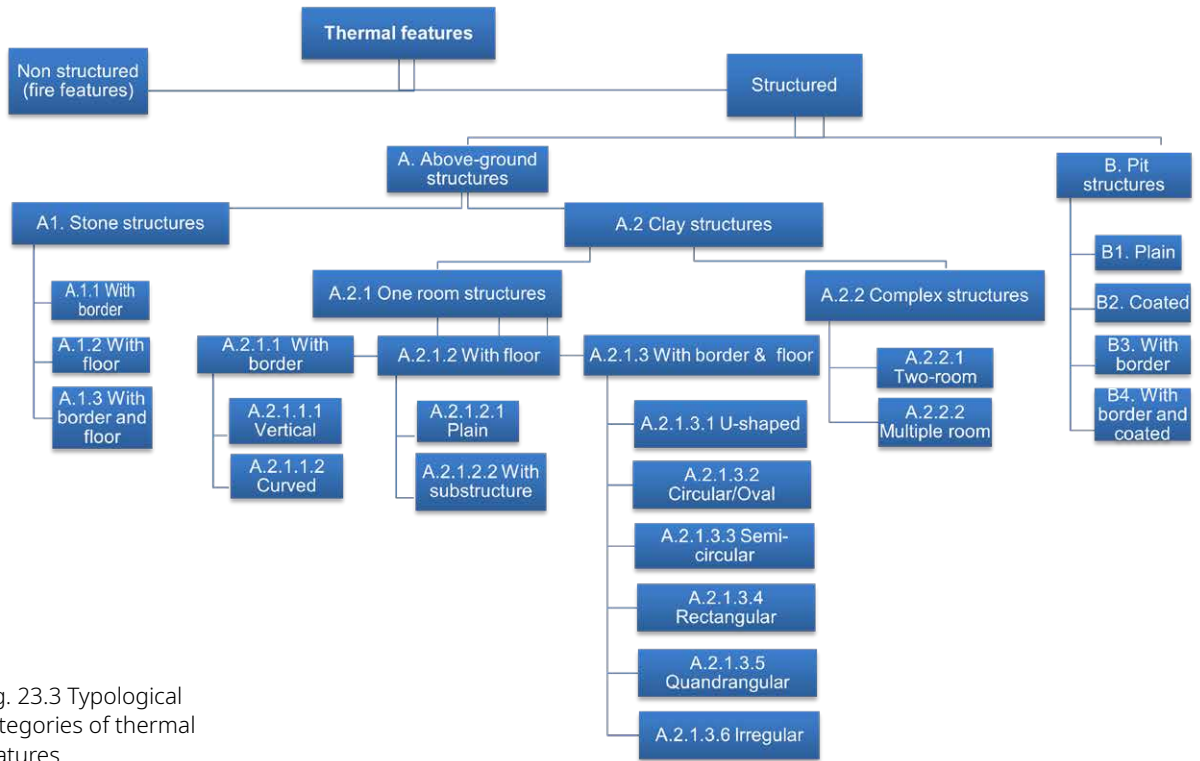 Thermal features
Non structured
(fire features)
Structured
A. Above-ground
structures
B. Pit
structures
A1. Stone structures
A.2 Clay structures
A.1.1 With
border
A.1.2 With
floor
A.1.3 With
border and
floor
A.2.1 One room structures
A.2.2 Complex structures
A.2.1.1 With
border
A.2.1.2 With floor
A.2.1.3 With border & floor
A.2.1.1.1
Vertical
A.2.1.1.2
Curved
A.2.1.2.1
Plain
A.2.1.2.2 With
substructure
A.2.1.3.1 U-shaped
A.2.1.3.2
Circular/Oval
A.2.1.3.3 Semi-
circular
A.2.1.3.4
Rectangular
A.2.1.3.5
Quandrangular
A.2.1.3.6 Irregular
A.2.2.1
Two-room
A.2.2.2
Multiple room
B1. Plain
B2. Coated
B3. With
border
B4. With
border and
coated
g. 23.3 Typological
tegories of thermal
atures